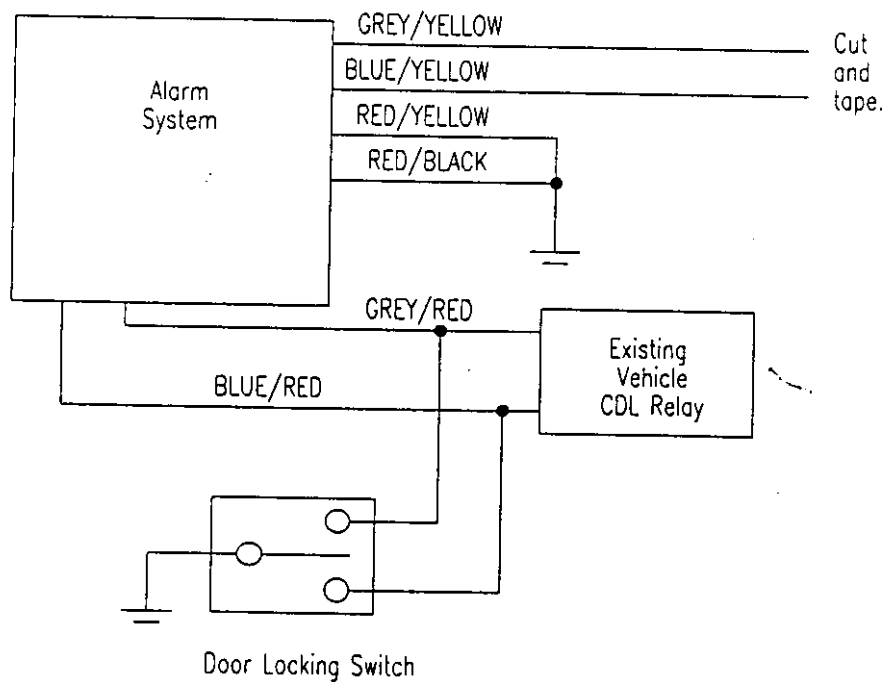 GREY/YELLOW
BLUE/YELLOW
RED/YELLOW
RED/BLACK
Cut
and
tape.
Alarm
System
GREY/RED
BLUE/RED
Existing
Vehicle
CDL Relay
Door Locking Switch